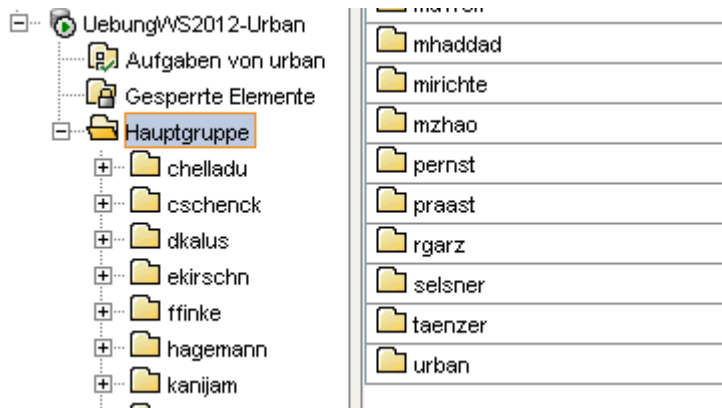 UebungWS2012-Urban
Aufgaben von urban
Gesperrte Elemente
Hauptgruppe
chelladu
cschenck
dkalus
ekirschn
ffinke
hagemann
kanijam
mhaddad
mirichte
mzhao
pernst
praast
rgarz
selsner
taenzer
urban